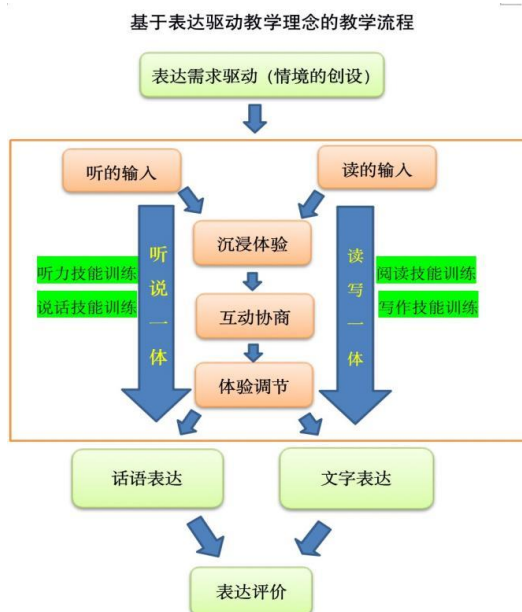 基于表达驱动教学理念的教学流程
表达需求驱动（情境的创设）
听的输入
读的输入
沉浸体验
听力技能训练
说话技能训练
听说一体
互动协商
读写一体
阅读技能训练
写作技能训练
体验调节
话语表达
文字表达
表达评价